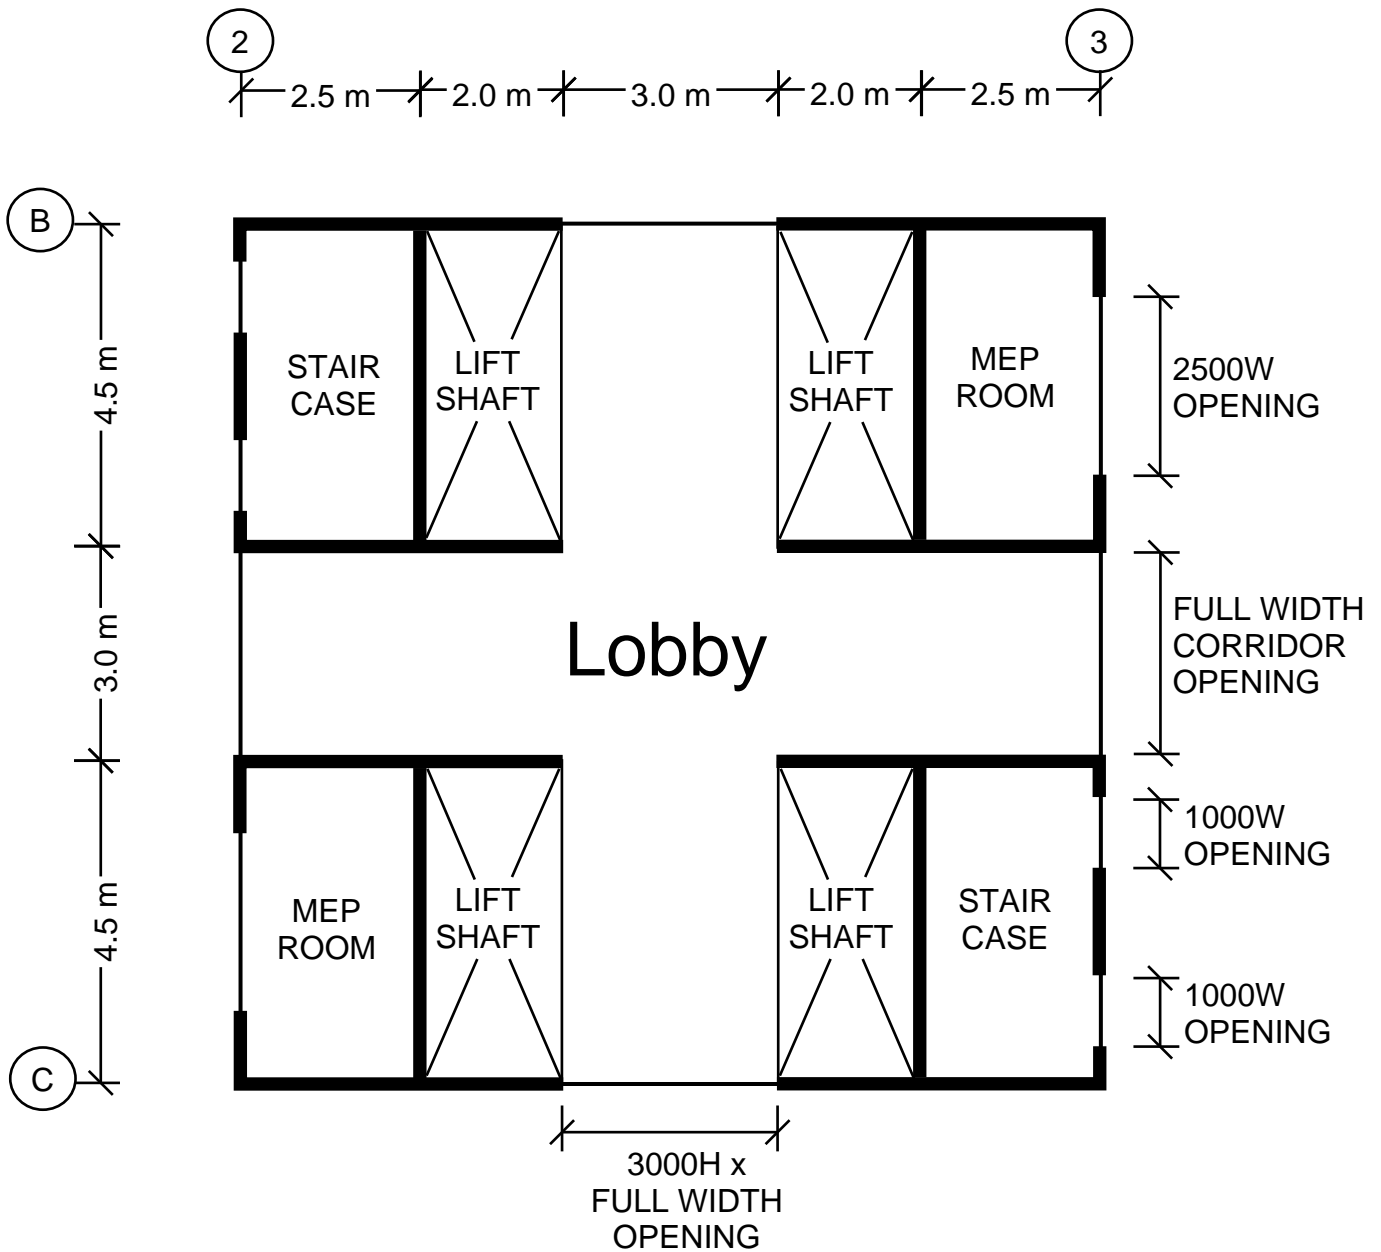 2
3
2.5 m
2.0 m
3.0 m
2.0 m
2.5 m
B
4.5 m
STAIR
CASE
LIFT
SHAFT
LIFT
SHAFT
MEP
ROOM
2500W
OPENING
3.0 m
Lobby
FULL WIDTH
CORRIDOR
OPENING
1000W
OPENING
4.5 m
MEP
ROOM
LIFT
SHAFT
LIFT
SHAFT
STAIR
CASE
1000W
OPENING
C
3000H x
FULL WIDTH
OPENING